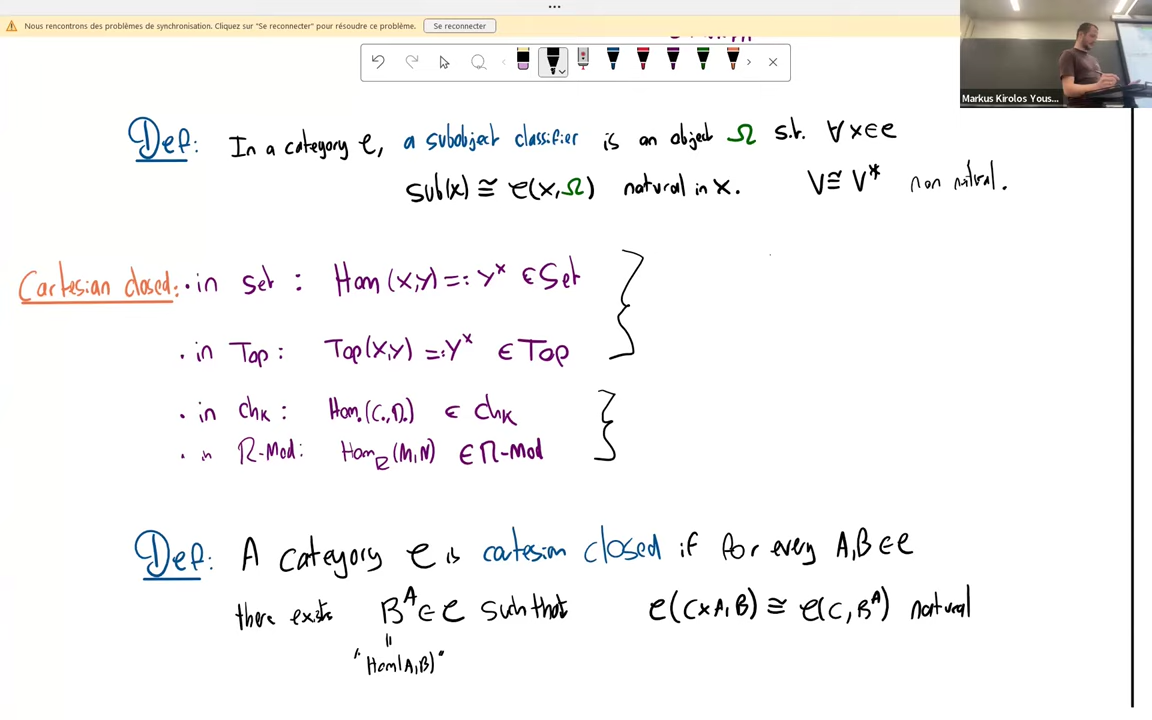 Nous rencontrons des problèmes de synchronisation. Cliquez sur "Se reconnecter" pour résoudre ce problème. Se reconnecter
Markus Kirolos Yous...
Def: In a category C, a subobject classifier is an object Ω s.t. ∀ x ∈ C
Sub(x) ≅ C(X, Ω) natural in X. V ≅ V* non natural.
Cartesian closed: · in Set : Hom(X,Y) =: Y^X ∈ Set
· in Top : Top(X,Y) =: Y^X ∈ Top
· in Ch_K : Hom.(C., D.) ∈ Ch_K
· in R-Mod: Hom_R(M,N) ∈ R-Mod
Def: A category C is cartesian closed if for every A,B ∈ C
there exists B^A ∈ C such that C(C×A, B) ≅ C(C, B^A) natural
"Hom(A,B)"